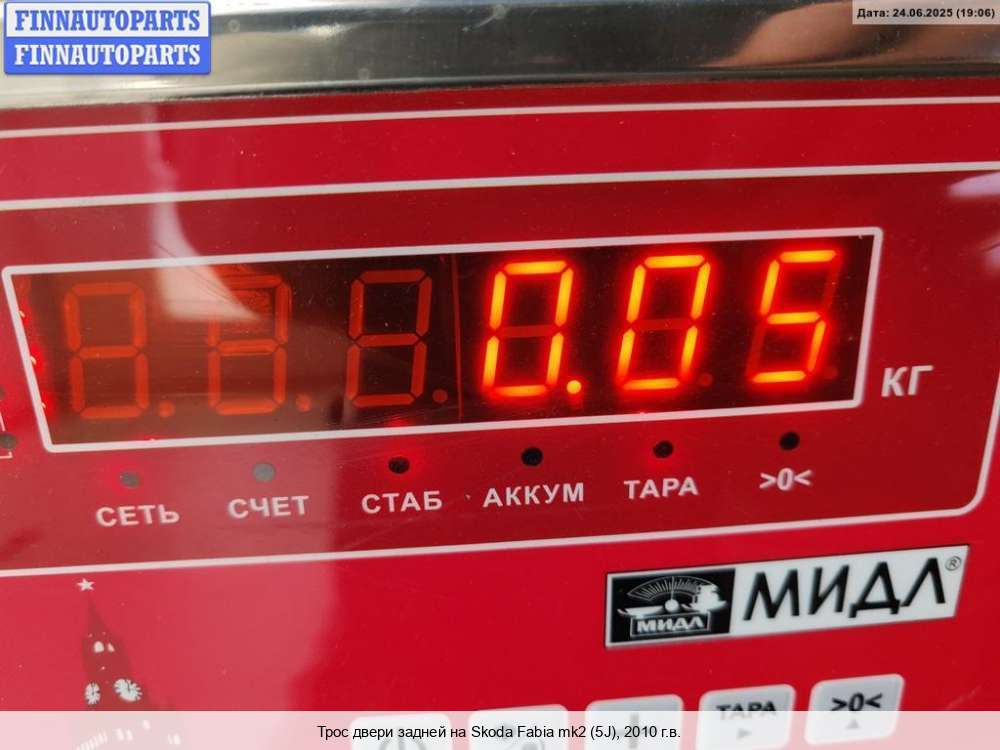 FINNAUTOPARTS
FINNAUTOPARTS
Дата: 24.06.2025 (19:06)
0.05
КГ
СЕТЬ СЧЕТ СТАБ АККУМ ТАРА >0<
МИДЛ МИДЛ®
ТАРА >0<
Трос двери задней на Skoda Fabia mk2 (5J), 2010 г.в.